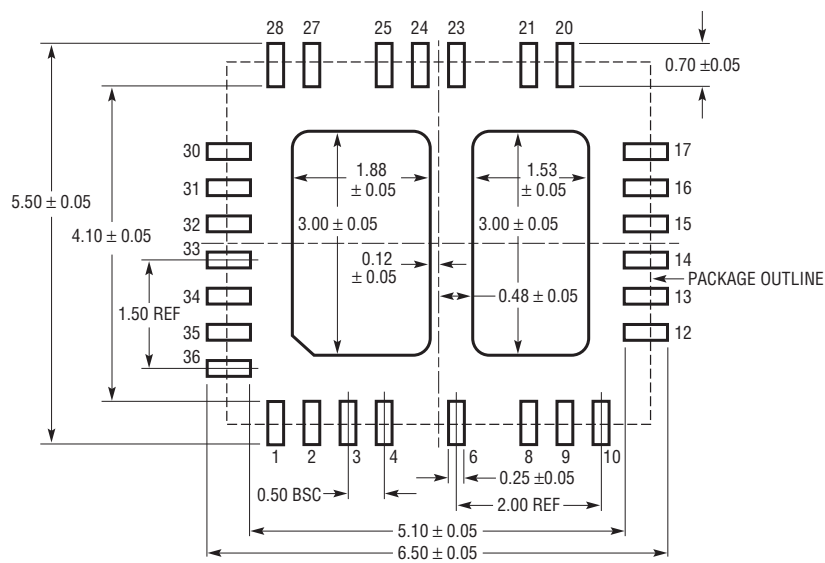 28 27 25 24 23 21 20
0.70 ±0.05
30 17
1.88
± 0.05
1.53
± 0.05
31 16
5.50 ± 0.05
32 3.00 ± 0.05 3.00 ± 0.05 15
4.10 ± 0.05
33 14
0.12
± 0.05
PACKAGE OUTLINE
34 0.48 ± 0.05 13
1.50 REF
35 12
36
1 2 3 4 6 8 9 10
0.25 ±0.05
0.50 BSC
2.00 REF
5.10 ± 0.05
6.50 ± 0.05